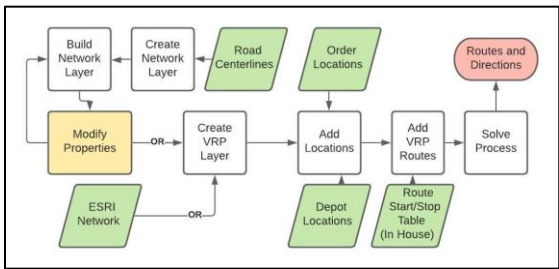 Build
Network
Layer
Create
Network
Layer
Road
Centerlines
Order
Locations
Routes and
Directions
Modify
Properties
OR
Create
VRP
Layer
Add
Locations
Add
VRP
Routes
Solve
Process
ESRI
Network
OR
Depot
Locations
Route
Start/Stop
Table
(In House)